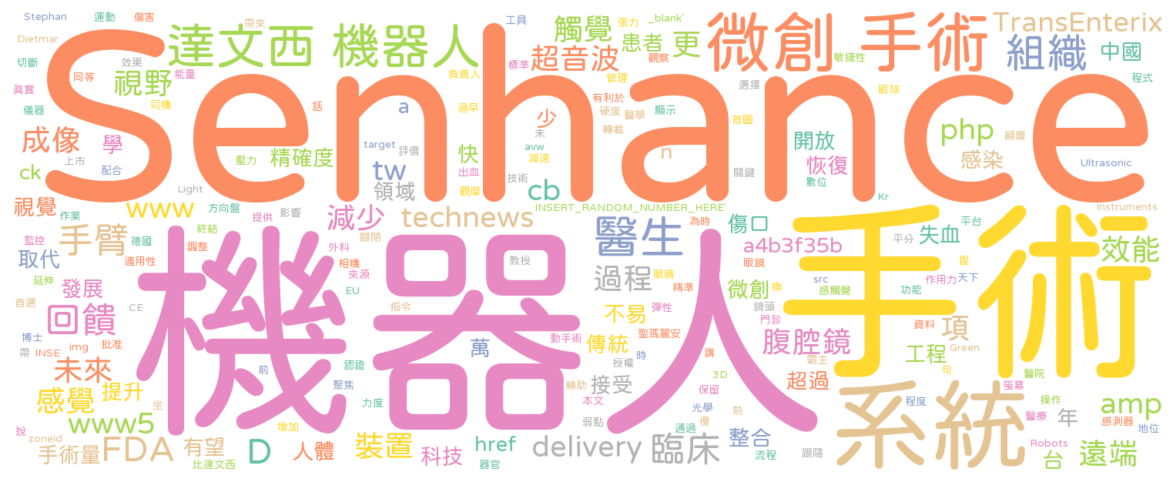 Stephan 運動 傷害 帶來 工具 張力 _blank' TransEnterix
Dietmar 達文西 機器人 觸覺 患者 更 微創 手術 組織 中國
切斷 同等 效果 能量 負責人 超音波 觀察 敏捷性 程式
視野 標準 管理 選擇
Senhance
真實 司機 話 過早 有利於 硬度 醫學 顯示 眼球
儀器 少 未 轉載 首圖 php 顛覆
成像 學 a 開放
ck 上市 壓力 精確度 target 評價 快 avw 減速 n 恢復 感染 Ultrasonic
配合 tw 出血 技術 關鍵 數位
視覺 www Light 領域 觀摩 cb Kr
作業 方向盤 提供 影響 減少 technews INSERT_RANDOM_NUMBER_HERE' 為時 傷口 平台 Instruments
手臂 德國 終結 關閉 醫生 a4b3f35b 平分 失血
監控 調整 外科 教授 眼鏡 提 效能
取代 適用性 相機 來源 過程 眼睛 src 作用力 天下
機器人 手術
延伸 發展 EU 精準 微創 換 感觸覺 功能
首選 CE 指令 彈性 鏡頭
回饋 不易 門診 資料 項
博士 批准 動手術 聖瑪麗安 腹腔鏡
帶 INSE img 前 認證 萬 傳統 時 講 霸主 工程 Green
未來 聚焦 授權 3D 句 醫院
坐 輔助 接受 保留 超過 系統 螢幕 操作
感覺 提升 力度 本文 光學 優 熱 程度 醫療 年 amp
www5 增加 弱點 感測器 地位
說 zoneid FDA 有望 D 裝置 href delivery 臨床 通過 整合 流程 Robots
手術量 比達文西 人體 科技 器官 跟隨 台 遠端